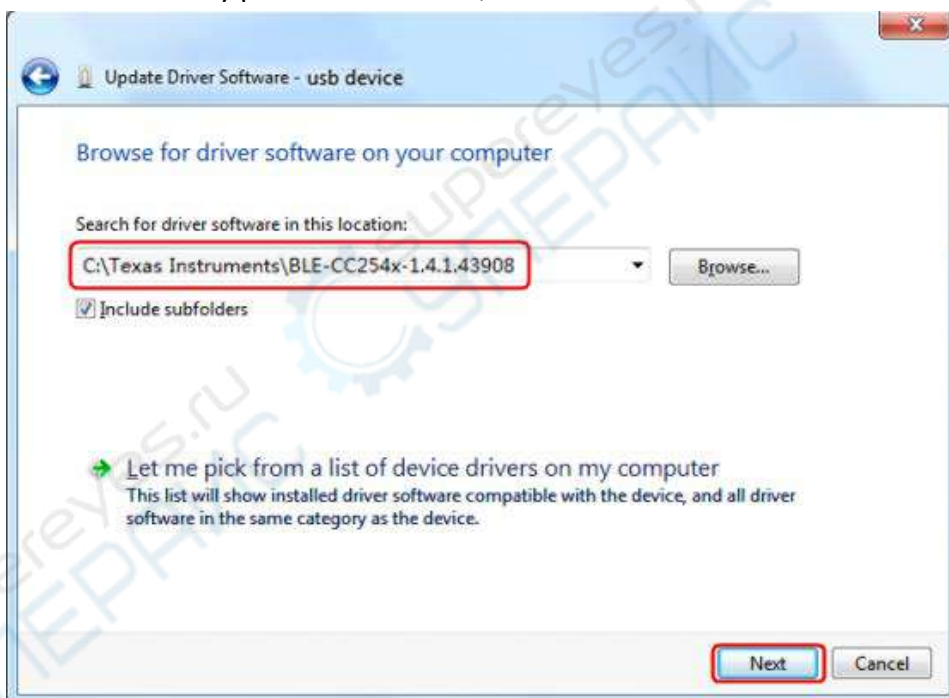 Update Driver Software - usb device
Browse for driver software on your computer
Search for driver software in this location:
C:\Texas Instruments\BLE-CC254x-1.4.1.43908
Browse...
Include subfolders
Let me pick from a list of device drivers on my computer
This list will show installed driver software compatible with the device, and all driver
software in the same category as the device.
Next
Cancel
supereyes.ru
СУПЕРАЙС